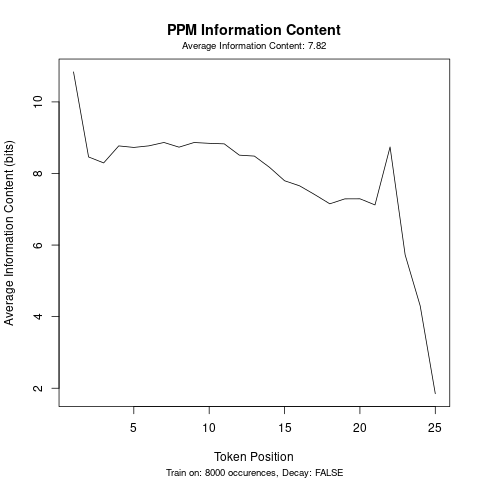 PPM Information Content
Average Information Content: 7.82
Average Information Content (bits)
10
8
6
4
2
5 10 15 20 25
Token Position
Train on: 8000 occurences, Decay: FALSE